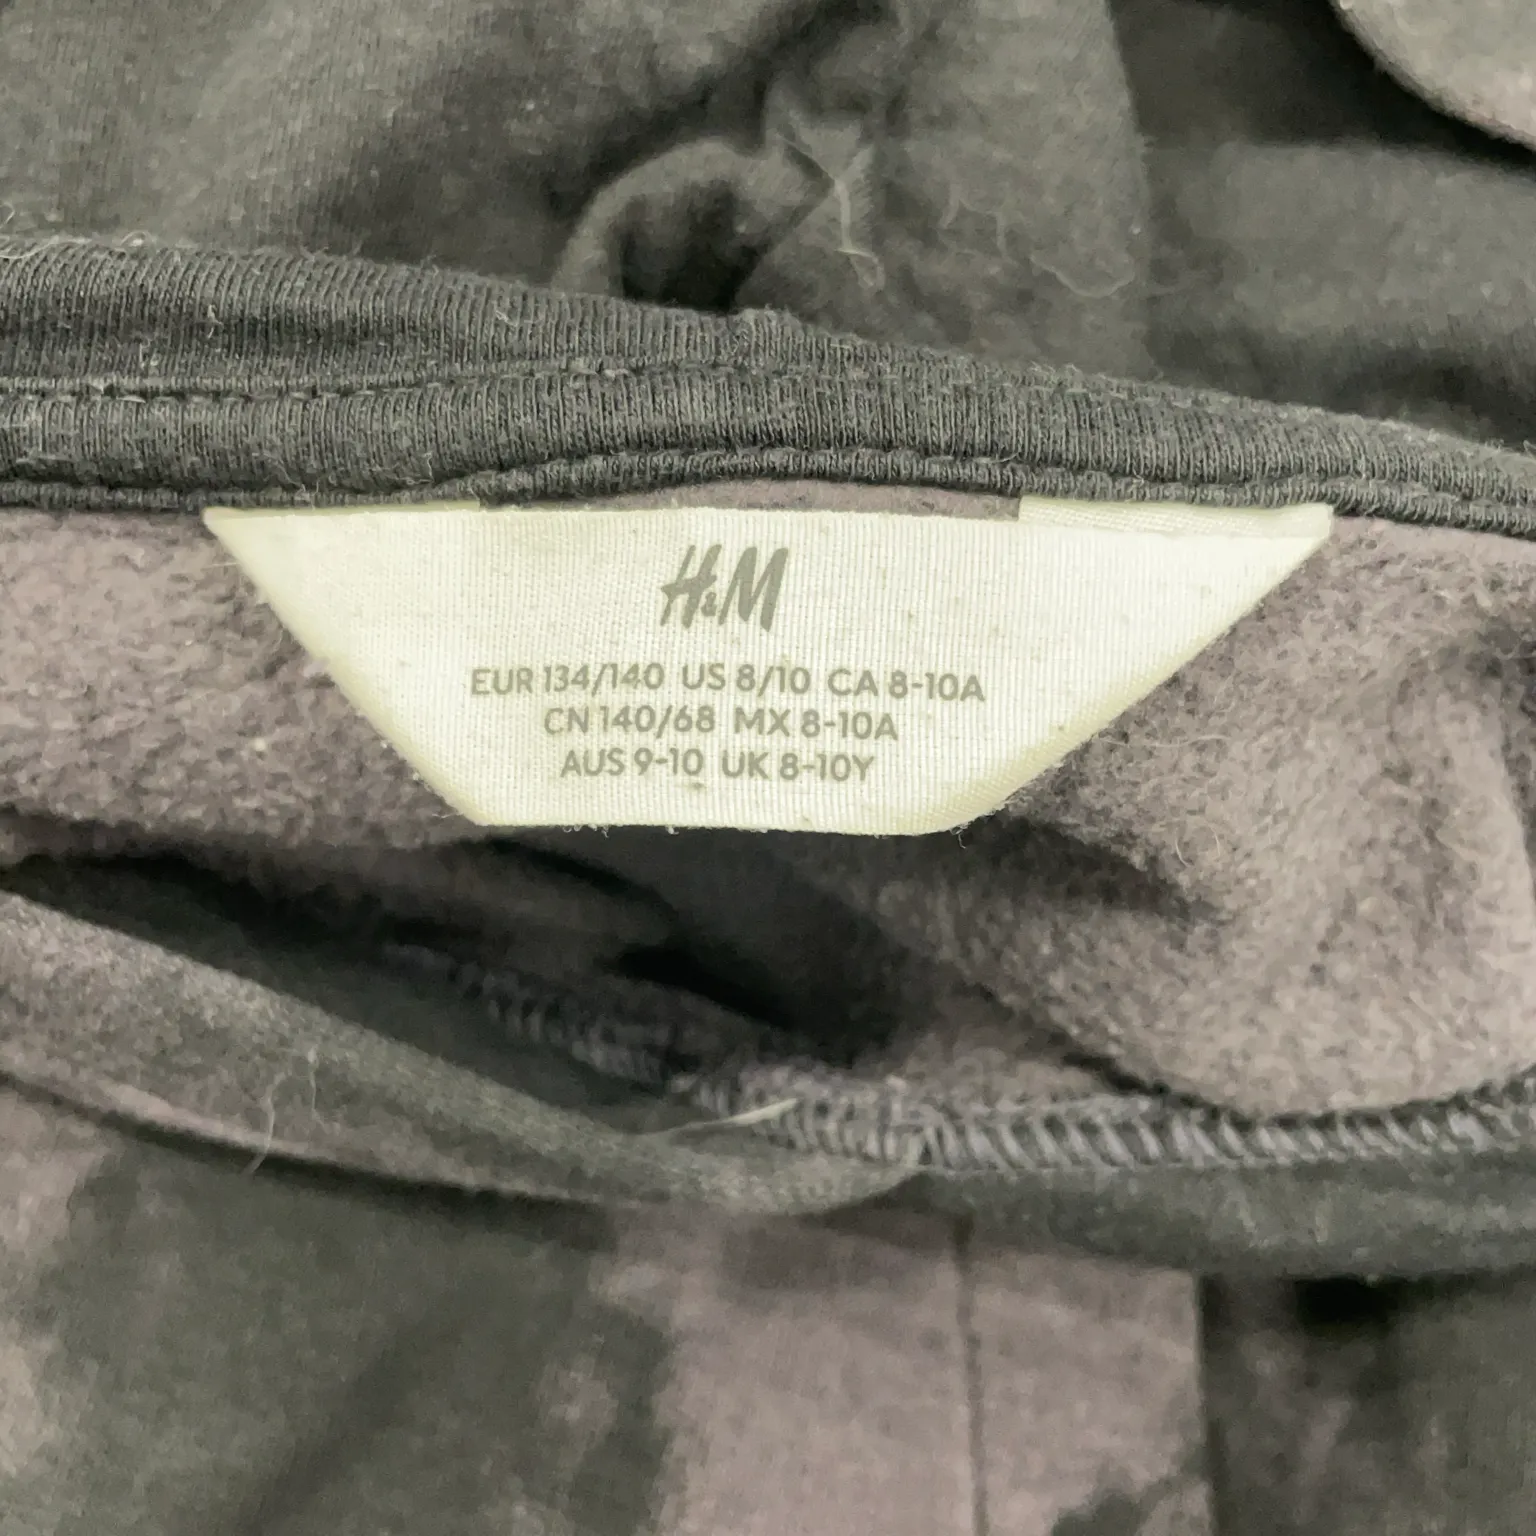 H&M
EUR 134/140 US 8/10 CA 8-10A
CN 140/68 MX 8-10A
AUS 9-10 UK 8-10Y